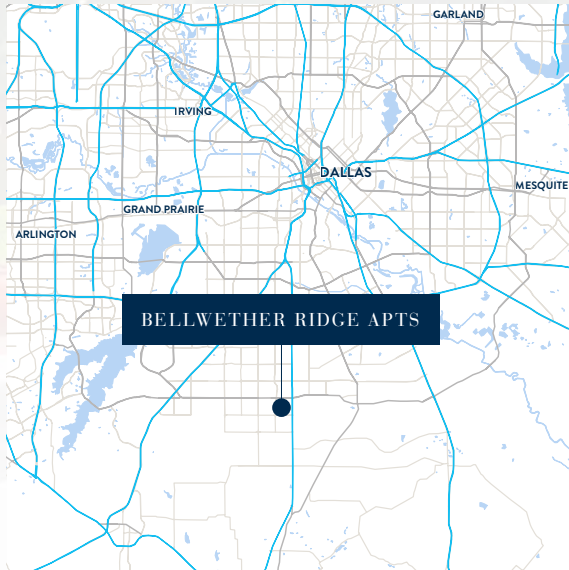 GARLAND
IRVING
DALLAS
MESQUITE
GRAND PRAIRIE
ARLINGTON
BELLWETHER RIDGE APTS